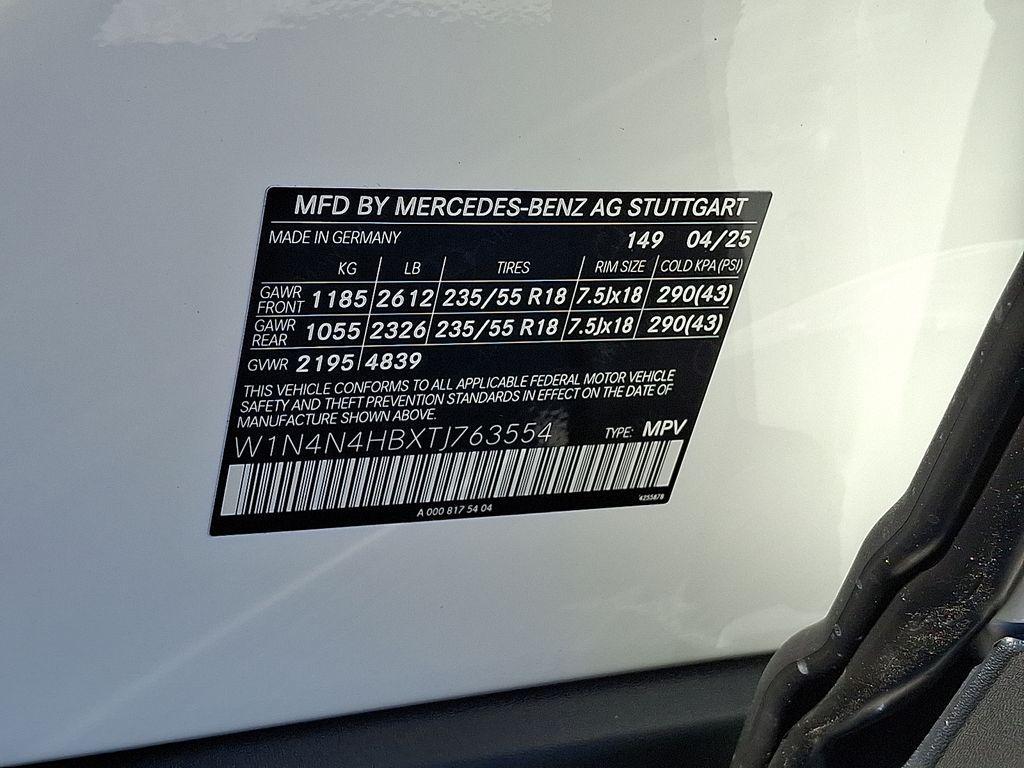 MFD BY MERCEDES-BENZ AG STUTTGART
MADE IN GERMANY 149 04/25
KG LB TIRES RIM SIZE COLD KPA(PSI)
GAWR FRONT 1185 2612 235/55 R18 7.5Jx18 290(43)
GAWR REAR 1055 2326 235/55 R18 7.5Jx18 290(43)
GVWR 2195 4839
THIS VEHICLE CONFORMS TO ALL APPLICABLE FEDERAL MOTOR VEHICLE
SAFETY AND THEFT PREVENTION STANDARDS IN EFFECT ON THE DATE OF
MANUFACTURE SHOWN ABOVE.
W1N4N4HBXTJ763554 TYPE: MPV
A 000 817 54 04 4255878